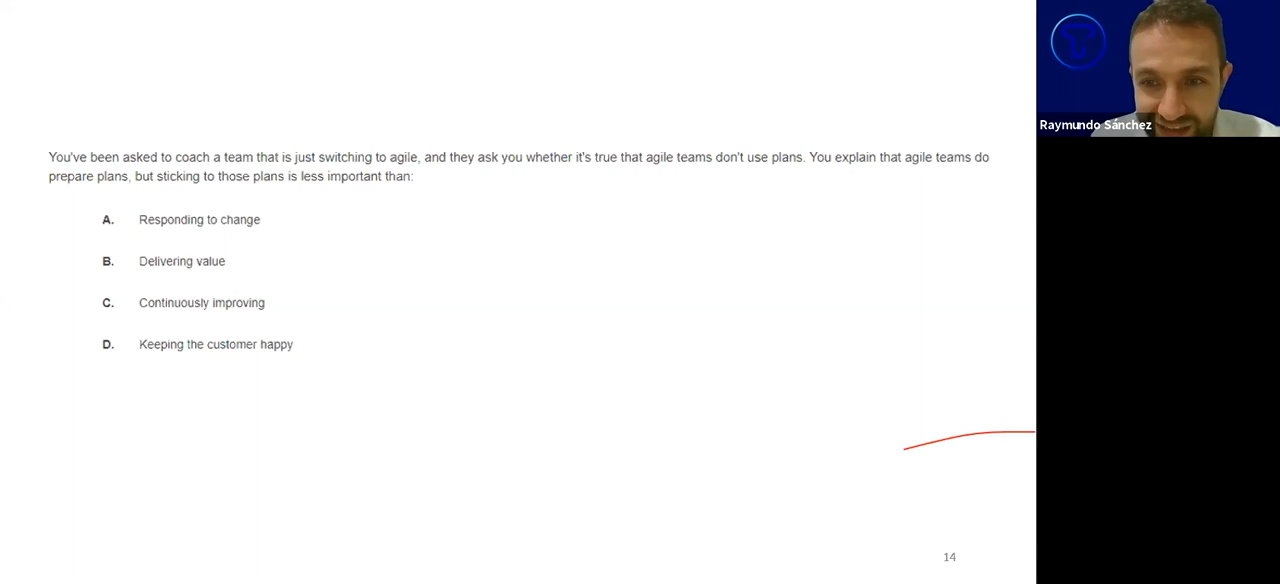 You've been asked to coach a team that is just switching to agile, and they ask you whether it's true that agile teams don't use plans. You explain that agile teams do
prepare plans, but sticking to those plans is less important than:
A. Responding to change
B. Delivering value
C. Continuously improving
D. Keeping the customer happy
14
Raymundo Sánchez